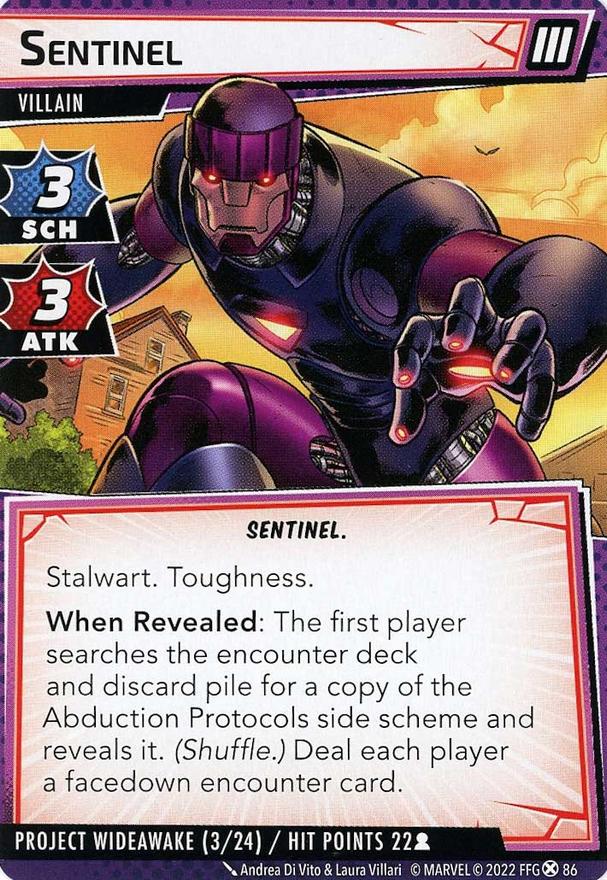 SENTINEL
III
VILLAIN
3
SCH
3
ATK
SENTINEL.
Stalwart. Toughness.
When Revealed: The first player
searches the encounter deck
and discard pile for a copy of the
Abduction Protocols side scheme and
reveals it. (Shuffle.) Deal each player
a facedown encounter card.
PROJECT WIDEAWAKE (3/24) / HIT POINTS 22
Andrea Di Vito & Laura Villari © MARVEL © 2022 FFG 86